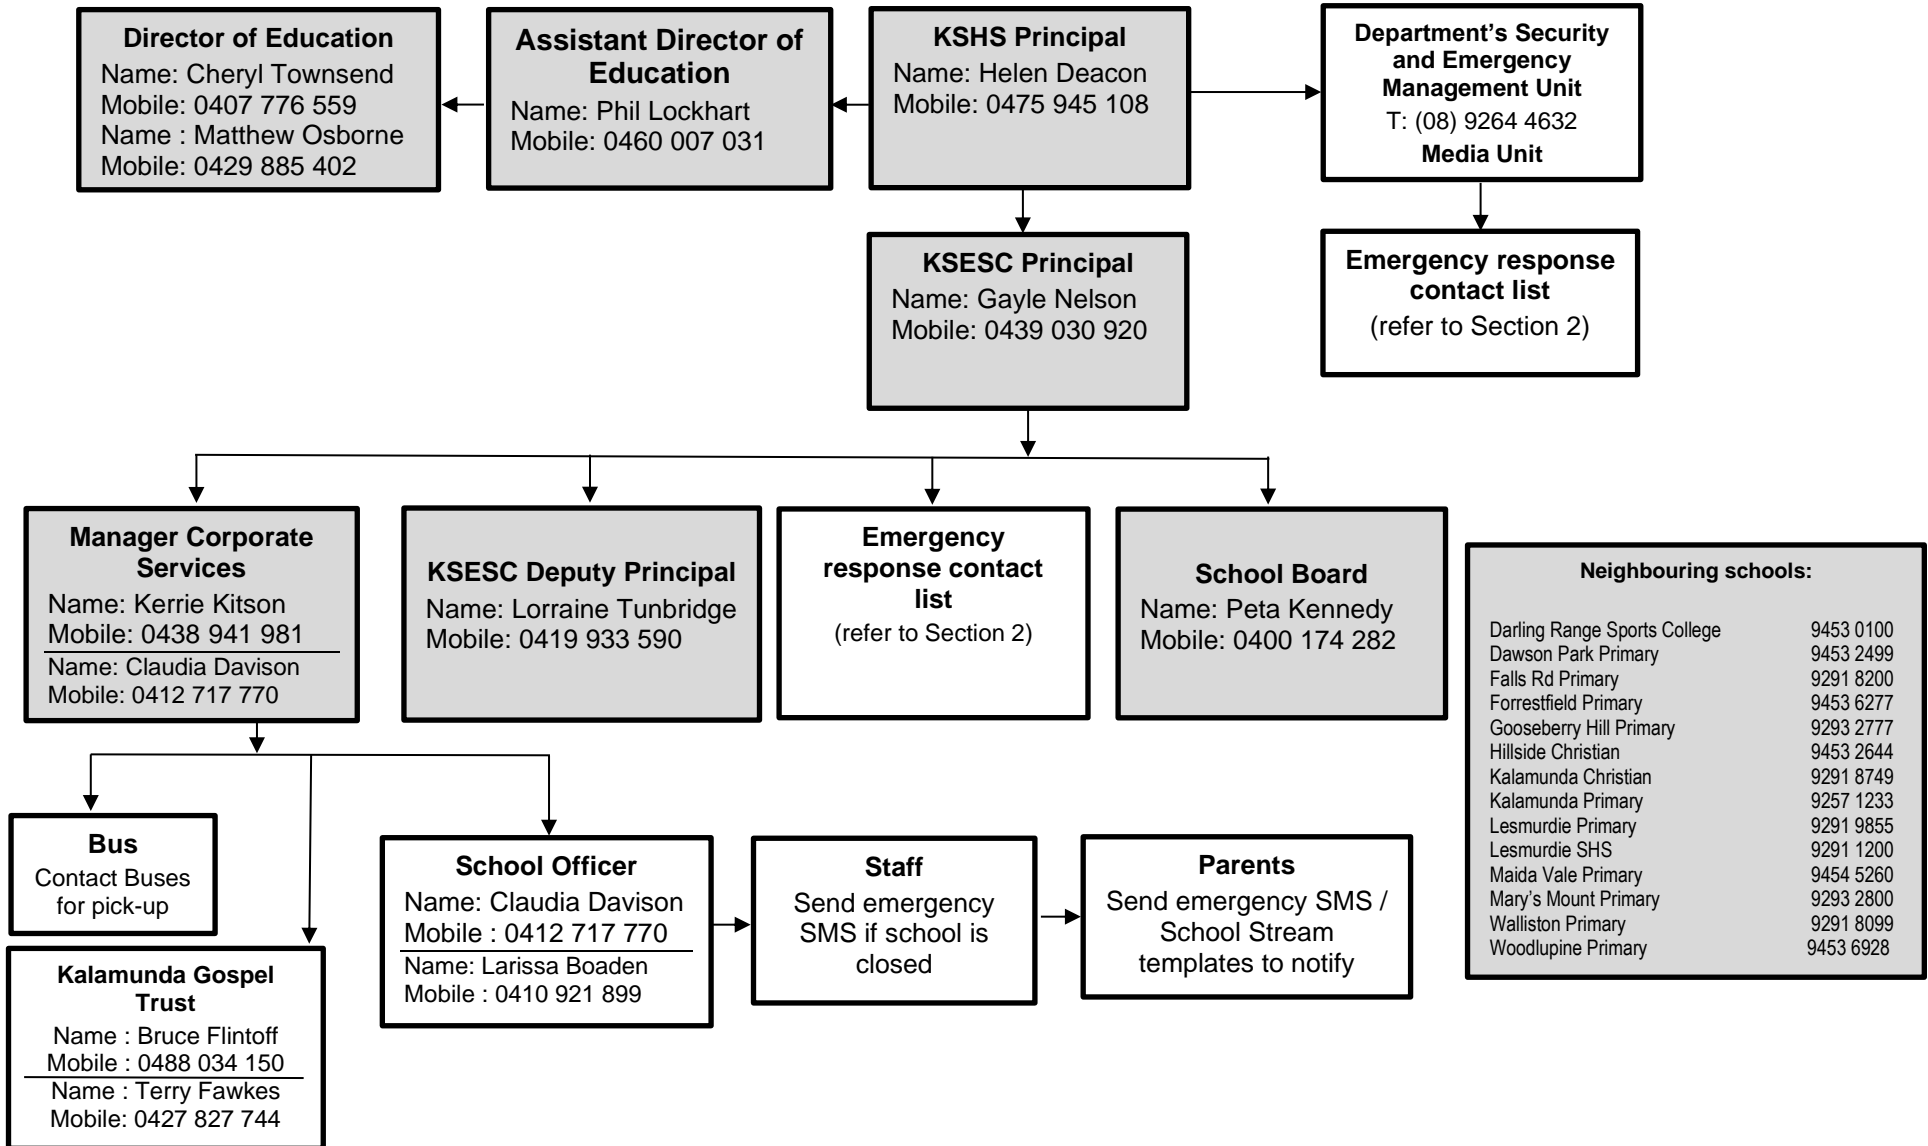 Director of Education
Name: Cheryl Townsend
Mobile: 0407 776 559
Name : Matthew Osborne
Mobile: 0429 885 402
Assistant Director of
Education
Name: Phil Lockhart
Mobile: 0460 007 031
KSHS Principal
Name: Helen Deacon
Mobile: 0475 945 108
Department's Security
and Emergency
Management Unit
T: (08) 9264 4632
Media Unit
KSESC Principal
Name: Gayle Nelson
Mobile: 0439 030 920
Emergency response
contact list
(refer to Section 2)
Manager Corporate
Services
Name: Kerrie Kitson
Mobile: 0438 941 981
Name: Claudia Davison
Mobile: 0412 717 770
KSESC Deputy Principal
Name: Lorraine Tunbridge
Mobile: 0419 933 590
Emergency
response contact
list
(refer to Section 2)
School Board
Name: Peta Kennedy
Mobile: 0400 174 282
Neighbouring schools:
Darling Range Sports College 9453 0100
Dawson Park Primary 9453 2499
Falls Rd Primary 9291 8200
Forrestfield Primary 9453 6277
Gooseberry Hill Primary 9293 2777
Hillside Christian 9453 2644
Kalamunda Christian 9291 8749
Kalamunda Primary 9257 1233
Lesmurdie Primary 9291 9855
Lesmurdie SHS 9291 1200
Maida Vale Primary 9454 5260
Mary's Mount Primary 9293 2800
Walliston Primary 9291 8099
Woodlupine Primary 9453 6928
Bus
Contact Buses
for pick-up
Kalamunda Gospel
Trust
Name : Bruce Flintoff
Mobile : 0488 034 150
Name : Terry Fawkes
Mobile: 0427 827 744
School Officer
Name: Claudia Davison
Mobile : 0412 717 770
Name: Larissa Boaden
Mobile : 0410 921 899
Staff
Send emergency
SMS if school is
closed
Parents
Send emergency SMS /
School Stream
templates to notify